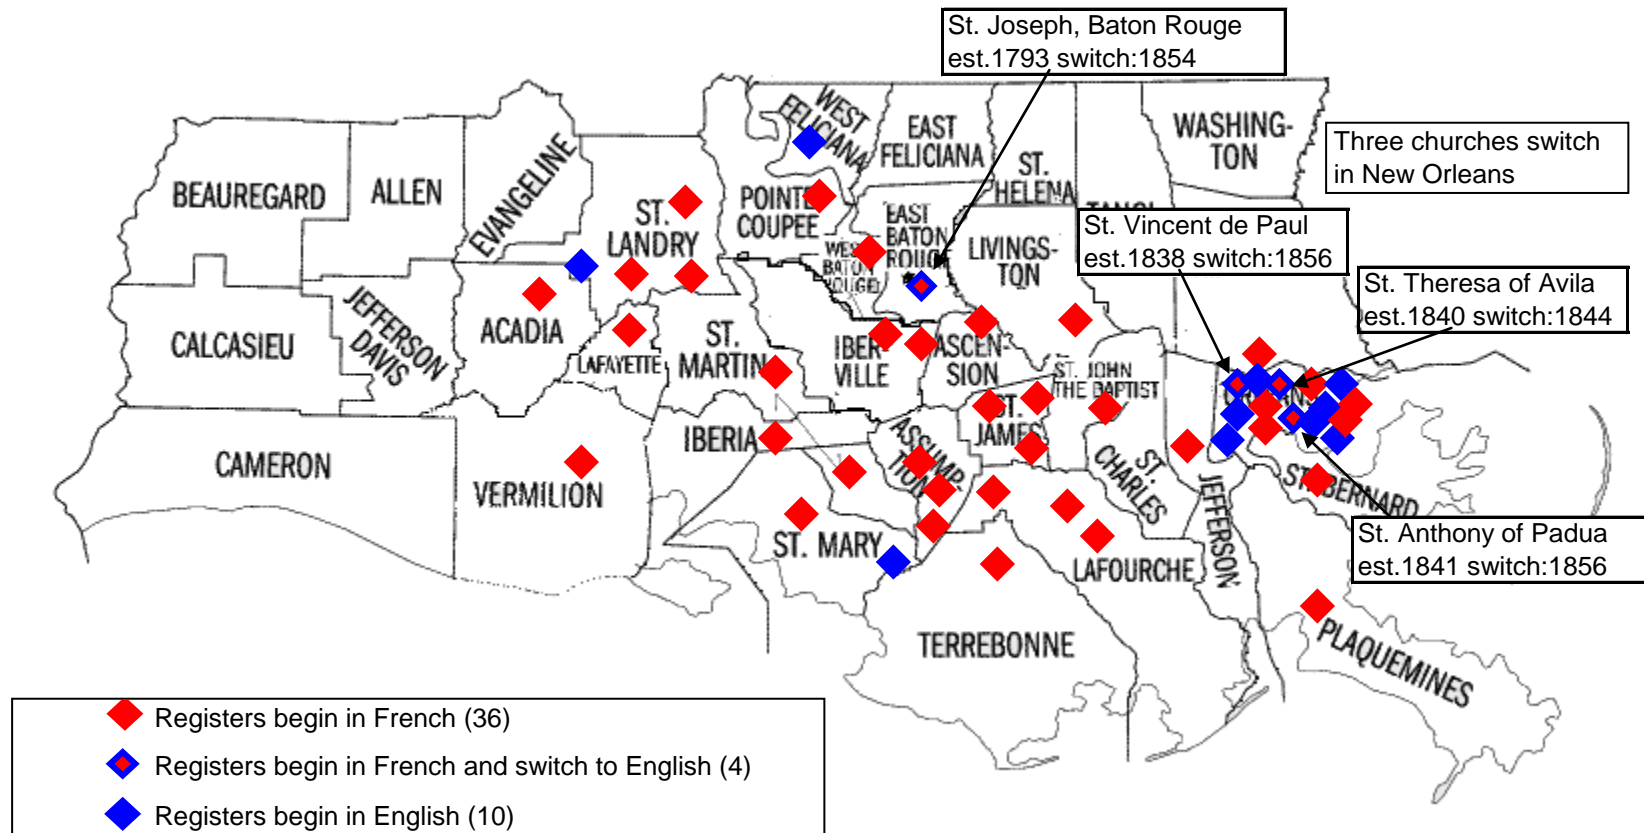 St. Joseph, Baton Rouge
est.1793 switch:1854
Three churches switch
in New Orleans
St. Vincent de Paul
est.1838 switch:1856
St. Theresa of Avila
est.1840 switch:1844
St. Anthony of Padua
est.1841 switch:1856
BEAUREGARD
ALLEN
EVANGELINE
ST.
LANDRY
WEST
FELICIANA
EAST
FELICIANA
ST.
HELENA
WASHING-
TON
POINTE
COUPEE
EAST
BATON
WEST
BATON
LIVINGS-
TON
CALCASIEU
JEFFERSON
DAVIS
ACADIA
LAFAYETTE
ST.
MARTIN
IBER-
VILLE
ASCEN-
SION
ST. JOHN
THE BAPTIST
CAMERON
VERMILION
IBERIA
ASSUMP-
TION
ST.
JAMES
ST.
CHARLES
JEFFERSON
ST. BERNARD
ST. MARY
LAFOURCHE
TERREBONNE
PLAQUEMINES
Registers begin in French (36)
Registers begin in French and switch to English (4)
Registers begin in English (10)